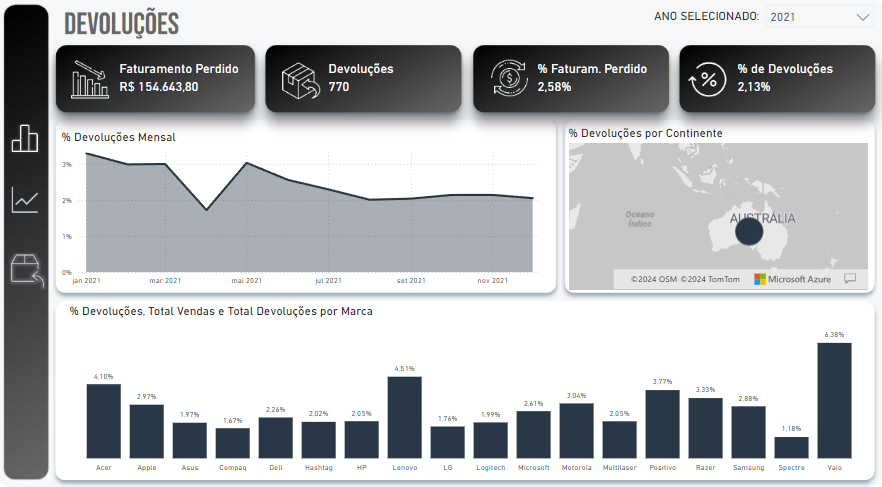 DEVOLUÇÕES
ANO SELECIONADO: 2021
Faturamento Perdido
R$ 154.643,80
Devoluções
770
% Faturam. Perdido
2,58%
% de Devoluções
2,13%
% Devoluções Mensal
3%
2%
1%
0%
jan 2021 mar 2021 mai 2021 jul 2021 set 2021 nov 2021
% Devoluções por Continente
Oceano
Índico
AUSTRÁLIA
©2024 OSM ©2024 TomTom Microsoft Azure
% Devoluções, Total Vendas e Total Devoluções por Marca
4,10% 2,97% 1,97% 1,67% 2,26% 2,02% 2,05% 4,51% 1,76% 1,99% 2,61% 3,04% 2,05% 3,77% 3,33% 2,88% 1,18% 6,38%
Acer Apple Asus Compaq Dell Hashtag HP Lenovo LG Logitech Microsoft Motorola Multilaser Positivo Razer Samsung Spectre Vaio